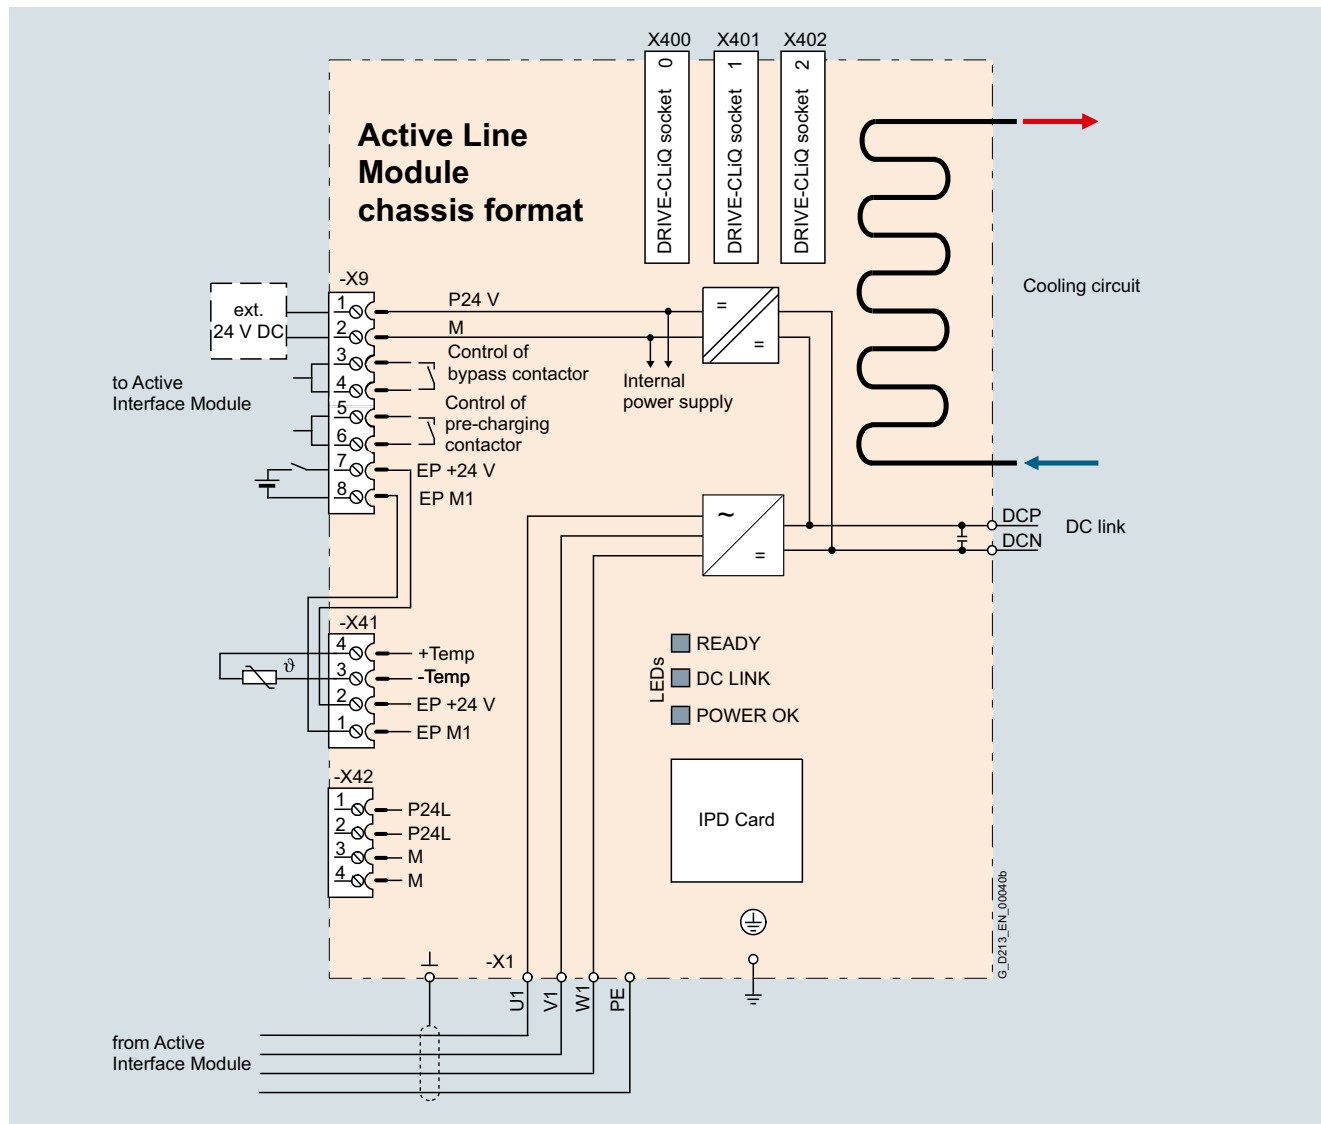 X400 X401 X402
DRIVE-CLiQ socket 0
DRIVE-CLiQ socket 1
DRIVE-CLiQ socket 2
Active Line
Module
chassis format
Cooling circuit
-X9
ext.
24 V DC
1
2
3
4
5
6
7
8
P24 V
M
Control of
bypass contactor
Control of
pre-charging
contactor
EP +24 V
EP M1
to Active
Interface Module
Internal
power supply
=
=
~
=
DCP
DCN
DC link
-X41
ϑ
4
+Temp
3
-Temp
2
EP +24 V
1
EP M1
LEDs
READY
DC LINK
POWER OK
-X42
1
P24L
2
P24L
3
M
4
M
IPD Card
G_D213_EN_00040b
-X1
U1
V1
W1
PE
from Active
Interface Module